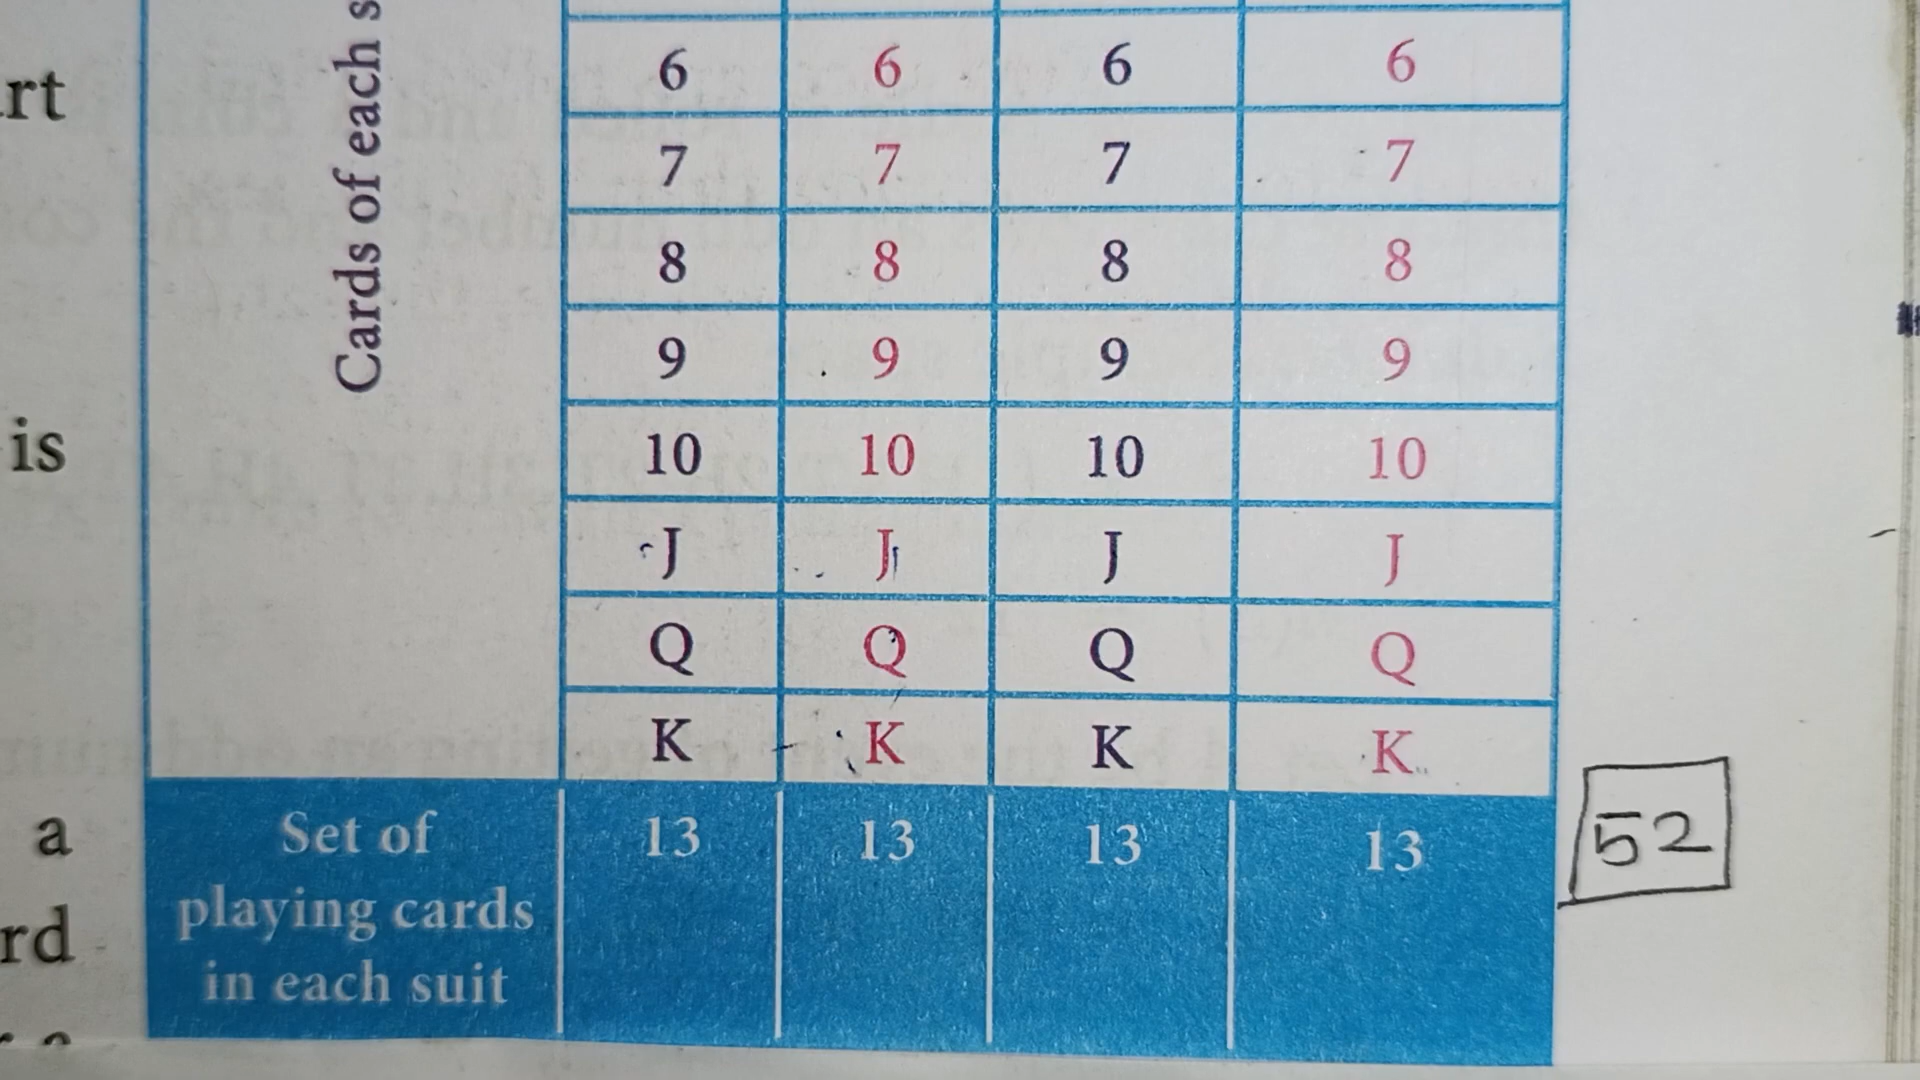 Cards of each s
6 6 6 6
7 7 7 7
8 8 8 8
9 9 9 9
10 10 10 10
J J J J
Q Q Q Q
K K K K
Set of
playing cards
in each suit
13 13 13 13
52
rt
is
a
rd